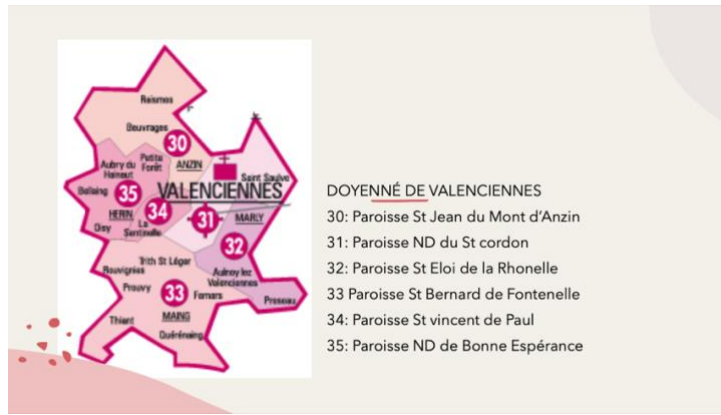 Raismes
Beuvrages
30
ANZIN
Aubry du
Hainaut
Petite
Forêt
Saint Saulve
Bellaing
35
VALENCIENNES
HERIN
34
31
MARLY
Oisy
La
Sentinelle
32
Trith St Léger
Aulnoy lez
Valenciennes
Rouvignies
Prouvy
33
Famars
Preseau
MAING
Thiant
Quérénaing
DOYENNÉ DE VALENCIENNES
30: Paroisse St Jean du Mont d'Anzin
31: Paroisse ND du St cordon
32: Paroisse St Eloi de la Rhonelle
33 Paroisse St Bernard de Fontenelle
34: Paroisse St vincent de Paul
35: Paroisse ND de Bonne Espérance